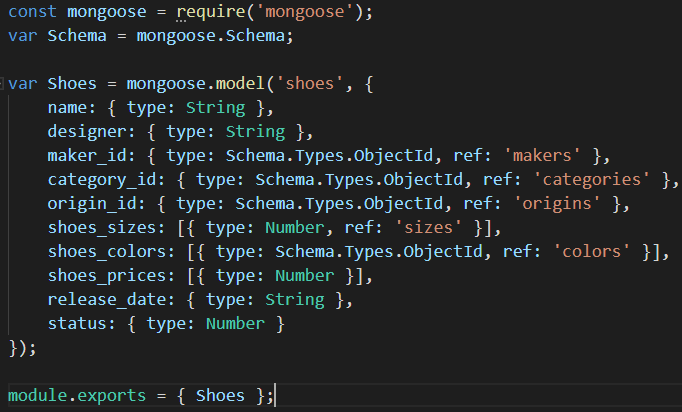 const mongoose = require('mongoose');
var Schema = mongoose.Schema;
var Shoes = mongoose.model('shoes', {
name: { type: String },
designer: { type: String },
maker_id: { type: Schema.Types.ObjectId, ref: 'makers' },
category_id: { type: Schema.Types.ObjectId, ref: 'categories' },
origin_id: { type: Schema.Types.ObjectId, ref: 'origins' },
shoes_sizes: [{ type: Number, ref: 'sizes' }],
shoes_colors: [{ type: Schema.Types.ObjectId, ref: 'colors' }],
shoes_prices: [{ type: Number }],
release_date: { type: String },
status: { type: Number }
});
module.exports = { Shoes };